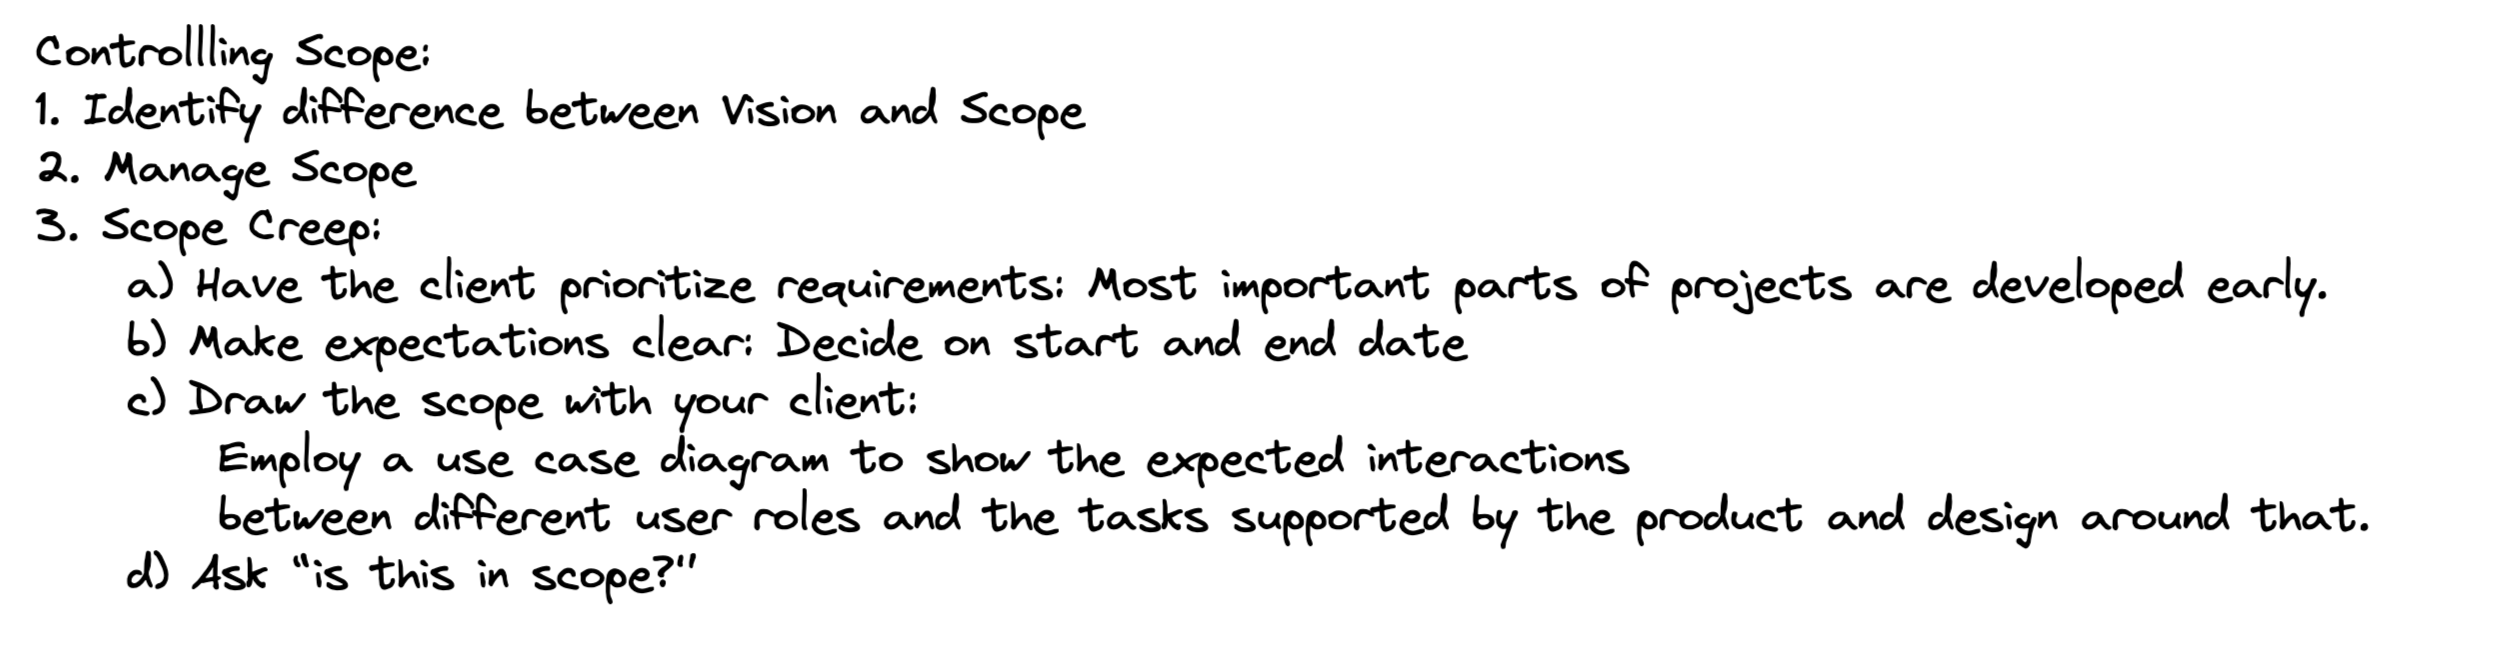 Controllling Scope:
1. Identify difference between Vision and Scope
2. Manage Scope
3. Scope Creep:
a) Have the client prioritize requirements: Most important parts of projects are developed early.
b) Make expectations clear: Decide on start and end date
c) Draw the scope with your client:
Employ a use case diagram to show the expected interactions
between different user roles and the tasks supported by the product and design around that.
d) Ask "is this in scope?"